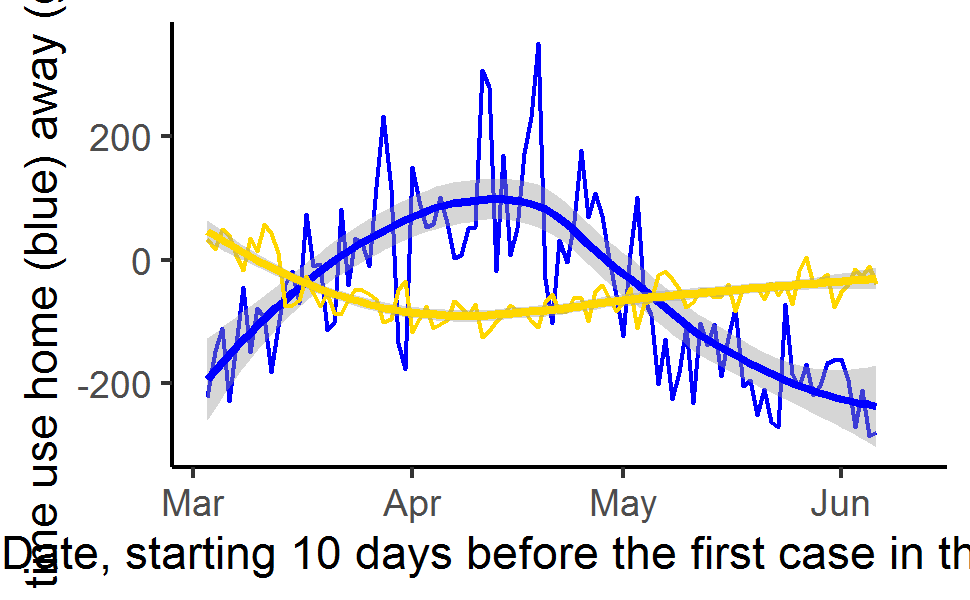 time use home (blue) away (
200
0
-200
Mar Apr May Jun
Date, starting 10 days before the first case in th